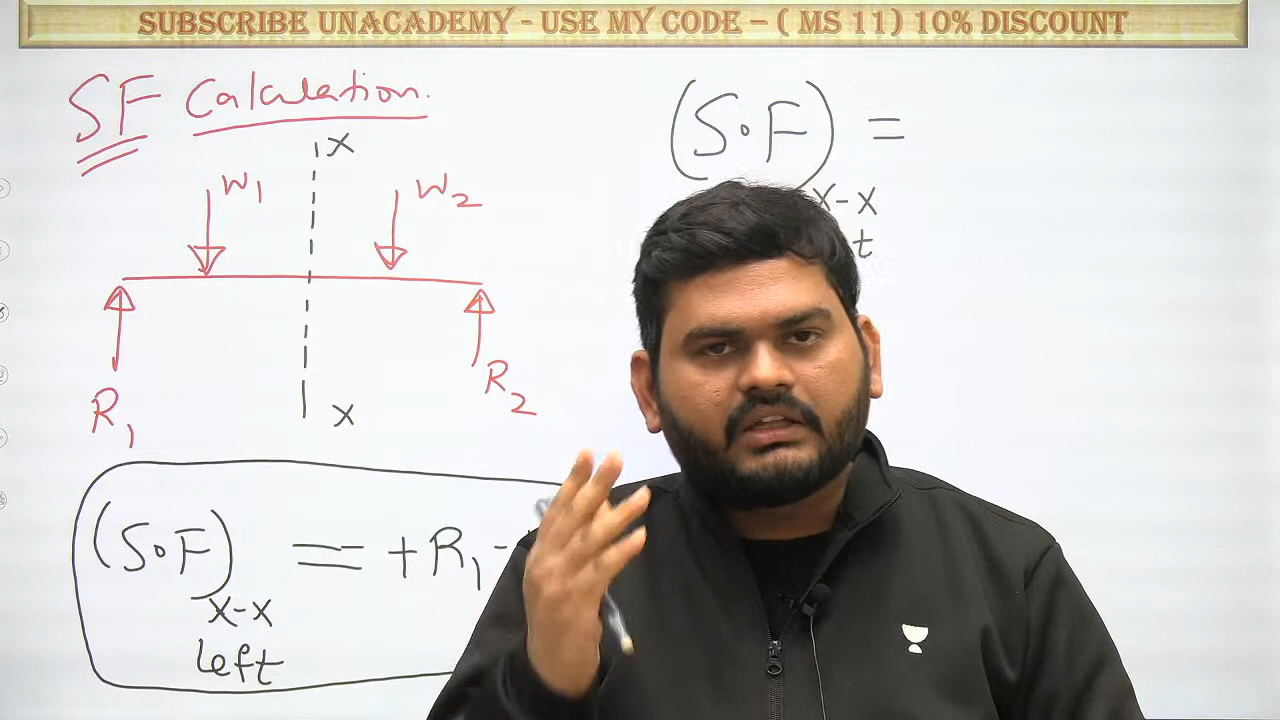 SUBSCRIBE UNACADEMY - USE MY CODE – ( MS 11) 10% DISCOUNT
SF Calculation.
x
W1 W2
R1 R2
x
(S.F) x-x left = +R1 -
(S.F) x-x =
t